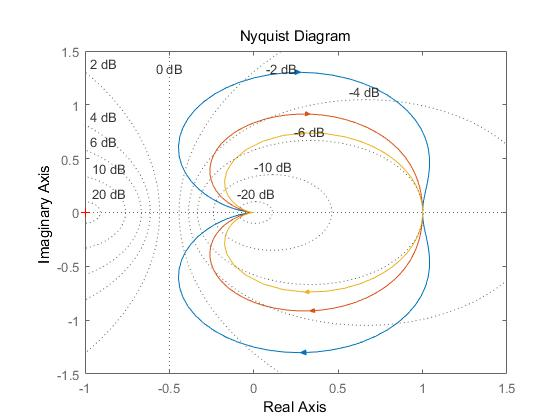 Nyquist Diagram
1.5
2 dB
0 dB
-2 dB
1
-4 dB
4 dB
-6 dB
6 dB
0.5
10 dB
-10 dB
20 dB
-20 dB
0
Imaginary Axis
-0.5
-1
-1.5
-1
-0.5
0
0.5
1
1.5
Real Axis